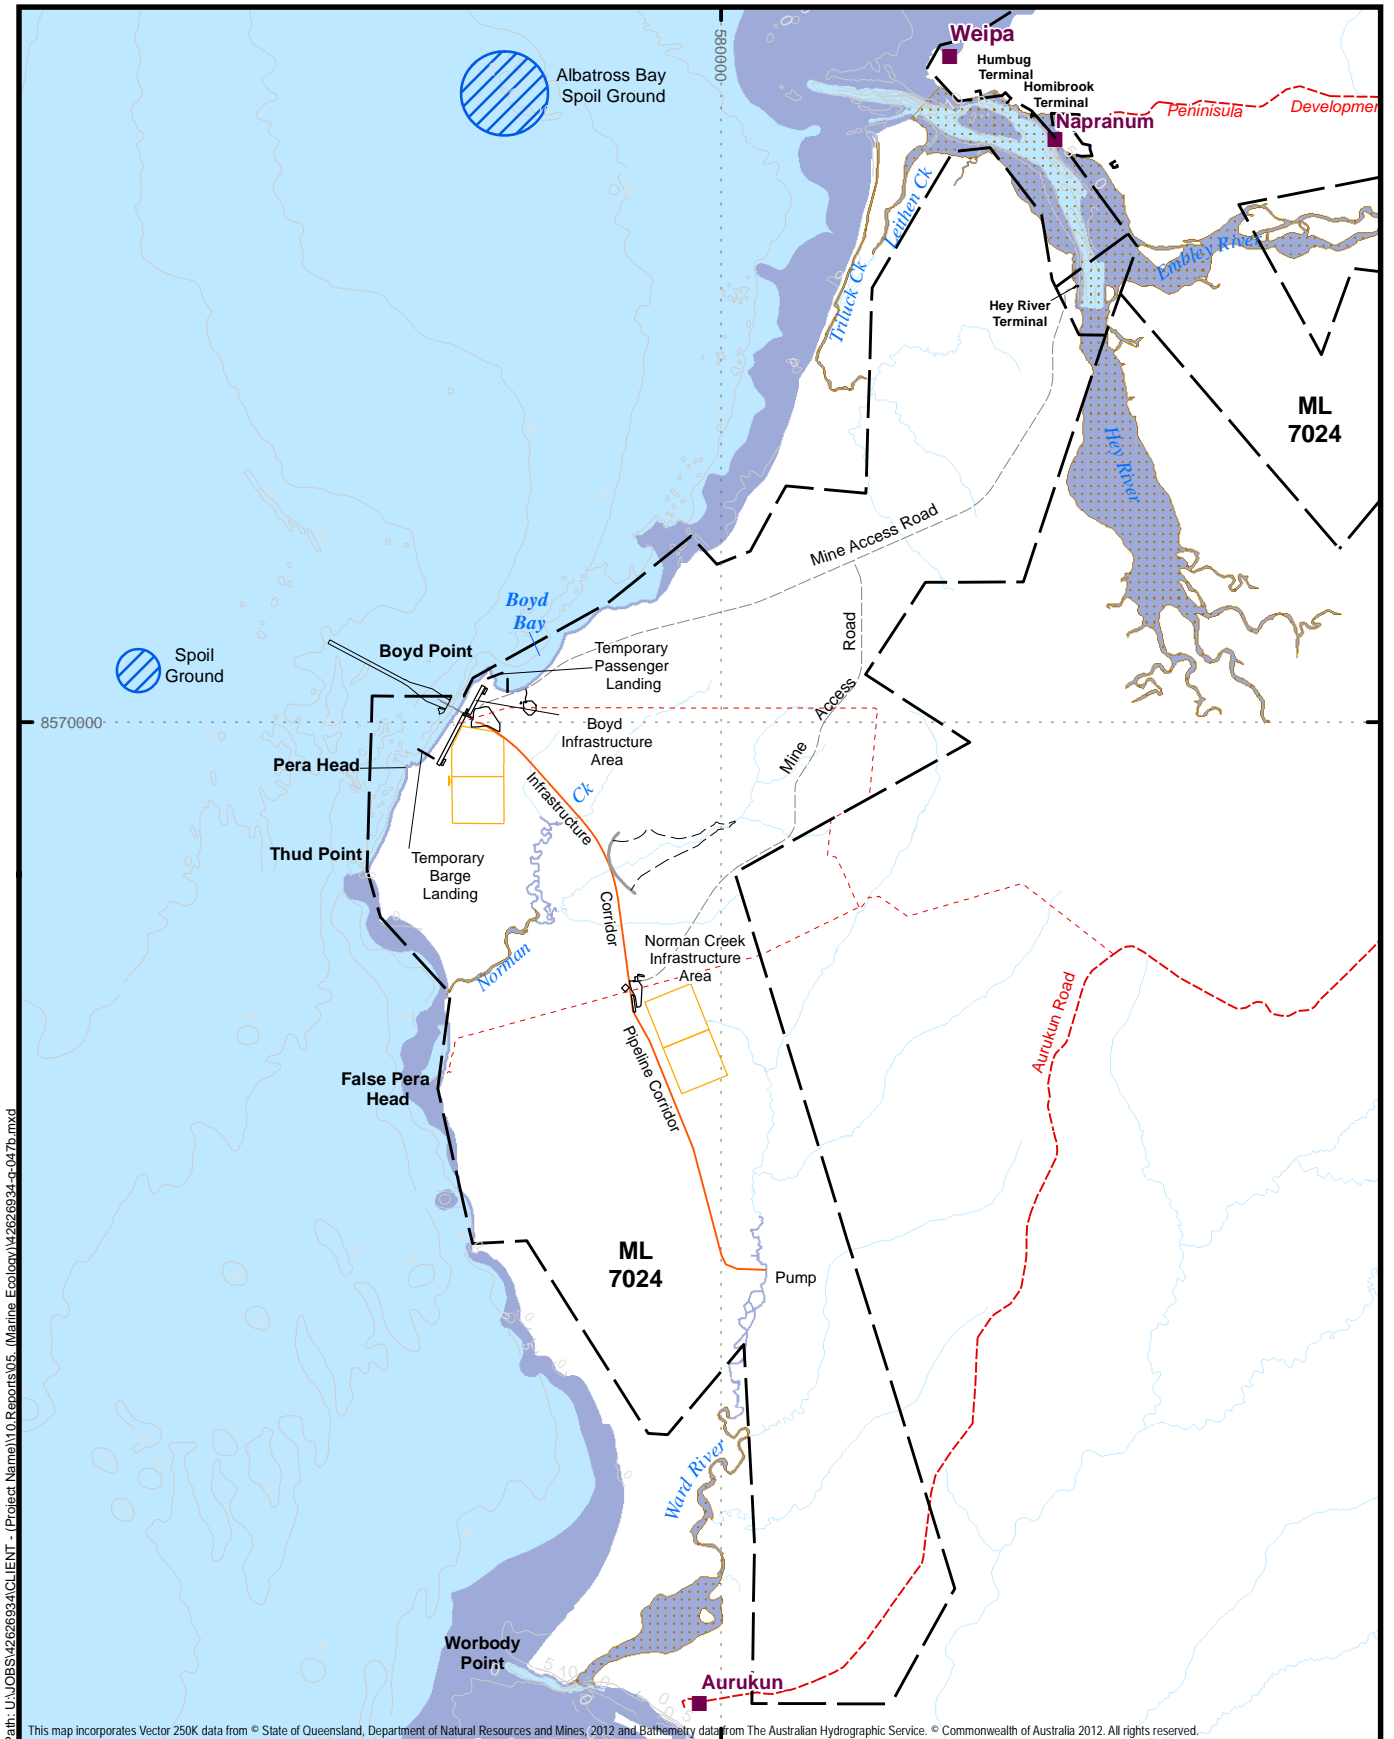 Weipa
580000
Albatross Bay
Spoil Ground
Humbug
Terminal
Hornibrook
Terminal
Napranum
Peninisula
Developmen
Leithen Ck
Triluck Ck
Embley River
Hey River
Terminal
ML
7024
Hey River
Mine Access Road
Boyd
Bay
Road
Access
Mine
Boyd Point
Temporary
Passenger
Landing
Spoil
Ground
8570000
Boyd
Infrastructure
Area
Pera Head
Infrastructure
Ck
Thud Point
Temporary
Barge
Landing
Corridor
Norman
Norman Creek
Infrastructure
Area
Aurukun Road
Pipeline Corridor
False Pera
Head
ML
7024
Pump
Ward River
Worbody
Point
5
10
0
0
Aurukun
Path: U:\JOBS\42626934\CLIENT - (Project Name)\10.Reports\05. (Marine Ecology)\42626934-g-047b.mxd
This map incorporates Vector 250K data from © State of Queensland, Department of Natural Resources and Mines, 2012 and Bathemetry data from The Australian Hydrographic Service. © Commonwealth of Australia 2012. All rights reserved.